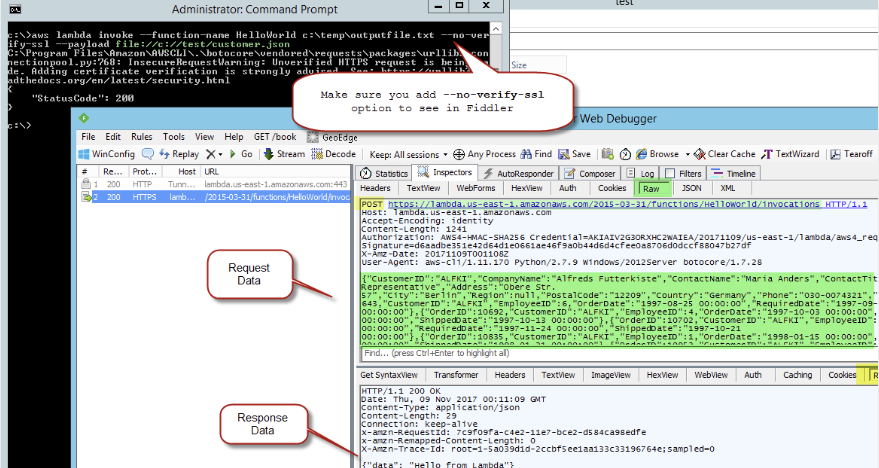 Administrator: Command Prompt
test
c:\>aws lambda invoke --function-name HelloWorld c:\temp\outputfile.txt --no-ver
ify-ssl --payload file://c://test/customer.json
C:\Program Files\Amazon\AWSCLI\.\botocore\vendored\requests\packages\urllib3\con
nectionpool.py:768: InsecureRequestWarning: Unverified HTTPS request is being
de. Adding certificate verification is strongly advised. See: https://urllib
adthedocs.org/en/latest/security.html
{
"StatusCode": 200
}
c:\>
Size
Make sure you add --no-verify-ssl
option to see in Fiddler
Web Debugger
File Edit Rules Tools View Help GET /book GeoEdge
WinConfig Replay Go Stream Decode Keep: All sessions Any Process Find Save Browse Clear Cache TextWizard Tearoff
# Re... Prot... Host URL
1 200 HTTP Tunn... lambda.us-east-1.amazonaws.com:443
2 200 HTTPS lamb... /2015-03-31/functions/HelloWorld/invoc
Statistics Inspectors AutoResponder Composer Log Filters Timeline
Headers TextView WebForms HexView Auth Cookies Raw JSON XML
POST https://lambda.us-east-1.amazonaws.com/2015-03-31/functions/HelloWorld/invocations HTTP/1.1
Host: lambda.us-east-1.amazonaws.com
Accept-Encoding: identity
Content-Length: 1241
Authorization: AWS4-HMAC-SHA256 Credential=AKIAIV2G3ORXHC2WAIEA/20171109/us-east-1/lambda/aws4_req
Signature=d6aadbe351e42d64d1e0661ae46f9a0b44d6d4cfee0a8706d0dccf88047b27df
X-Amz-Date: 20171109T001108Z
User-Agent: aws-cli/1.11.170 Python/2.7.9 Windows/2012Server botocore/1.7.28
{"CustomerID":"ALFKI","CompanyName":"Alfreds Futterkiste","ContactName":"Maria Anders","ContactTit
Representative","Address":"Obere Str.
57","City":"Berlin","Region":null,"PostalCode":"12209","Country":"Germany","Phone":"030-0074321","
643,"CustomerID":"ALFKI","EmployeeID":6,"OrderDate":"1997-08-25 00:00:00","RequiredDate":"1997-09-
00:00:00"},{"OrderID":10692,"CustomerID":"ALFKI","EmployeeID":4,"OrderDate":"1997-10-03 00:00:00",
00:00:00","ShippedDate":"1997-10-13 00:00:00"},{"OrderID":10702,"CustomerID":"ALFKI","EmployeeID":
00:00:00","RequiredDate":"1997-11-24 00:00:00","ShippedDate":"1997-10-21
00:00:00"},{"OrderID":10835,"CustomerID":"ALFKI","EmployeeID":1,"OrderDate":"1998-01-15 00:00:00",
Find... (press Ctrl+Enter to highlight all)
Request
Data
Get SyntaxView Transformer Headers TextView ImageView HexView WebView Auth Caching Cookies
HTTP/1.1 200 OK
Date: Thu, 09 Nov 2017 00:11:09 GMT
Content-Type: application/json
Content-Length: 29
Connection: keep-alive
x-amzn-RequestId: 7c9f09fa-c4e2-11e7-bce2-d584ca98edfe
x-amzn-Remapped-Content-Length: 0
X-Amzn-Trace-Id: root=1-5a039d1d-2ccbf5ee1aa133c33196764e;sampled=0
{"data": "Hello from Lambda"}
Response
Data